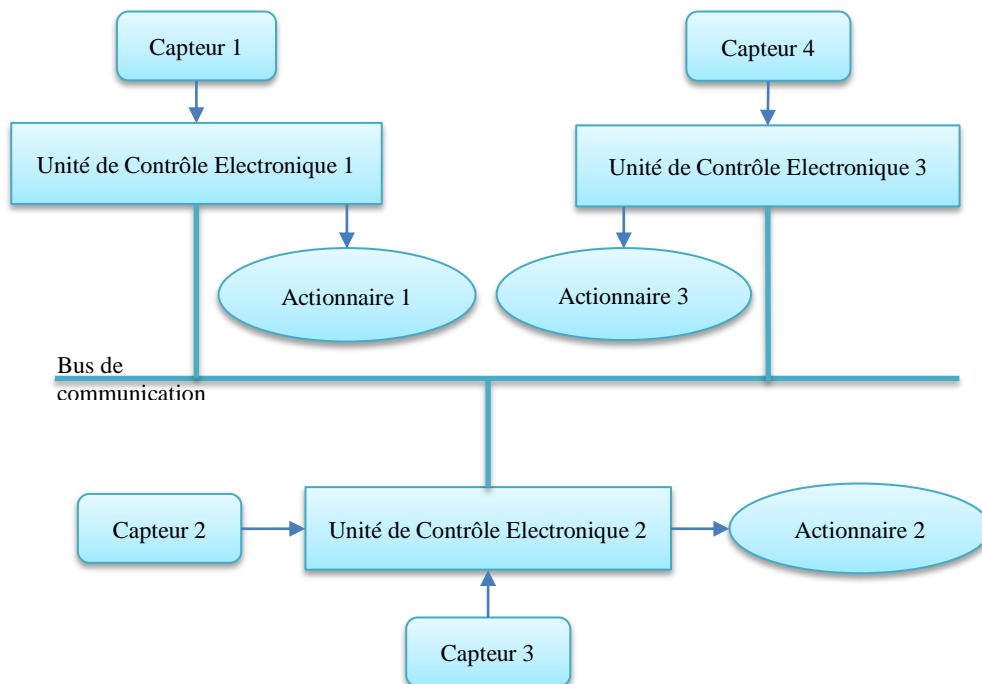 Capteur 1
Capteur 4
Unité de Contrôle Electronique 1
Unité de Contrôle Electronique 3
Actionnaire 1
Actionnaire 3
Bus de
communication
Capteur 2
Unité de Contrôle Electronique 2
Actionnaire 2
Capteur 3